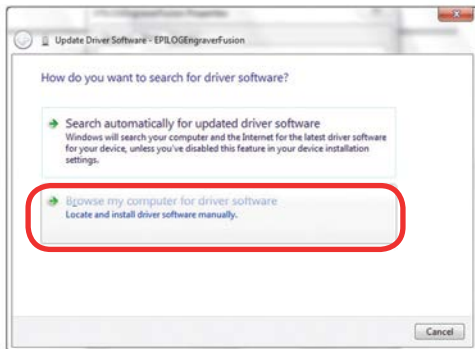 EPILOGEngraverFusion Properties
Update Driver Software - EPILOGEngraverFusion
How do you want to search for driver software?
Search automatically for updated driver software
Windows will search your computer and the Internet for the latest driver software
for your device, unless you've disabled this feature in your device installation
settings.
Browse my computer for driver software
Locate and install driver software manually.
Cancel